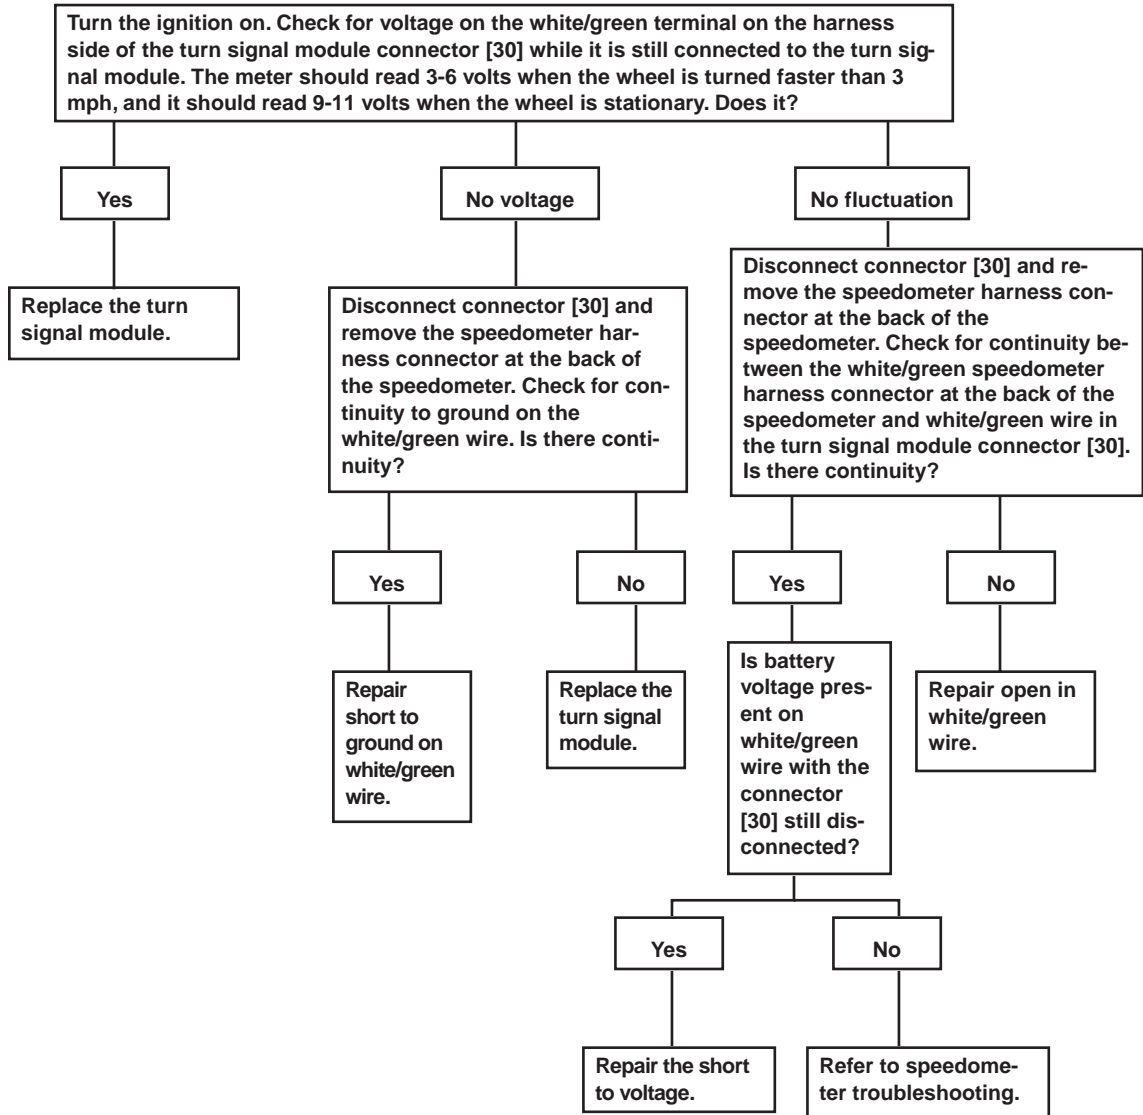 Turn the ignition on. Check for voltage on the white/green terminal on the harness
side of the turn signal module connector [30] while it is still connected to the turn sig-
nal module. The meter should read 3-6 volts when the wheel is turned faster than 3
mph, and it should read 9-11 volts when the wheel is stationary. Does it?
Yes
No voltage
No fluctuation
Replace the turn
signal module.
Disconnect connector [30] and
remove the speedometer har-
ness connector at the back of
the speedometer. Check for con-
tinuity to ground on the
white/green wire. Is there conti-
nuity?
Disconnect connector [30] and re-
move the speedometer harness con-
nector at the back of the
speedometer. Check for continuity be-
tween the white/green speedometer
harness connector at the back of the
speedometer and white/green wire in
the turn signal module connector [30].
Is there continuity?
Yes
No
Yes
No
Repair
short to
ground on
white/green
wire.
Replace the
turn signal
module.
Is battery
voltage pres-
ent on
white/green
wire with the
connector
[30] still dis-
connected?
Repair open in
white/green
wire.
Yes
No
Repair the short
to voltage.
Refer to speedome-
ter troubleshooting.